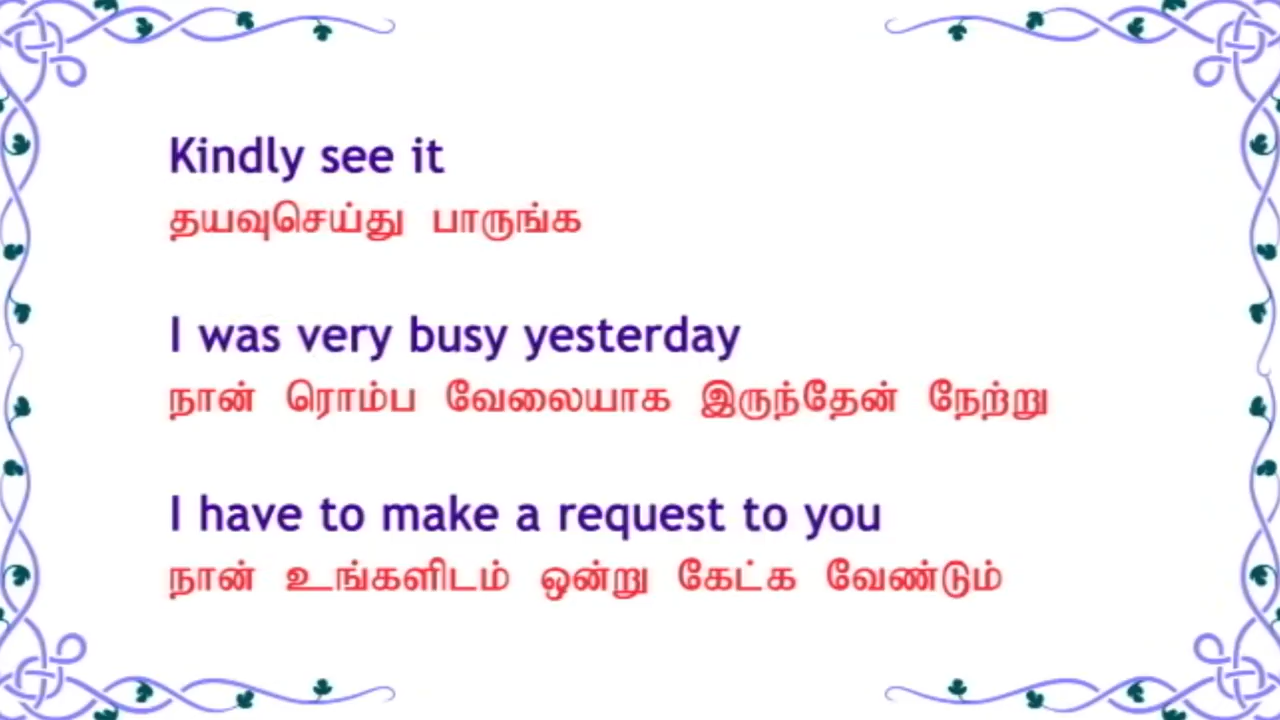 Kindly see it
தயவுசெய்து பாருங்க
I was very busy yesterday
நான் ரொம்ப வேலையாக இருந்தேன் நேற்று
I have to make a request to you
நான் உங்களிடம் ஒன்று கேட்க வேண்டும்